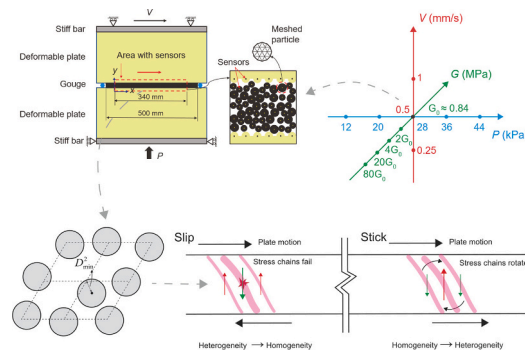 V
Stiff bar
Deformable plate
Area with sensors
y
x
Gouge
340 mm
500 mm
Deformable plate
Stiff bar
P
Meshed
particle
Sensors
V (mm/s)
G (MPa)
1
0.5
G₀ ≈ 0.84
12
20
28
36
44
P (kPa)
2G₀
4G₀
20G₀
80G₀
0.25
D²min
Slip
Plate motion
Stress chains fail
Heterogeneity → Homogeneity
Stick
Plate motion
Stress chains rotate
Homogeneity → Heterogeneity